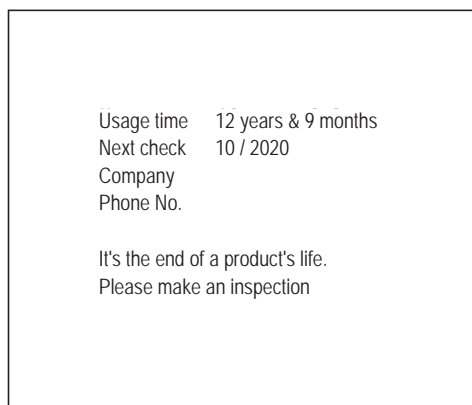 Usage time 12 years & 9 months
Next check 10 / 2020
Company
Phone No.
It's the end of a product's life.
Please make an inspection